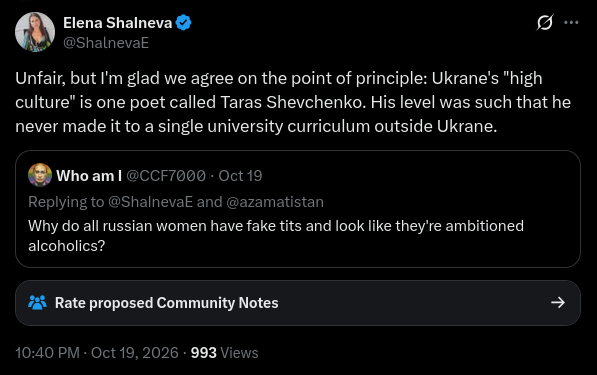 Elena Shalneva
@ShalnevaE
Unfair, but I'm glad we agree on the point of principle: Ukrane's "high
culture" is one poet called Taras Shevchenko. His level was such that he
never made it to a single university curriculum outside Ukrane.
Who am I @CCF7000 · Oct 19
Replying to @ShalnevaE and @azamatistan
Why do all russian women have fake tits and look like they're ambitioned
alcoholics?
Rate proposed Community Notes
10:40 PM · Oct 19, 2026 · 993 Views